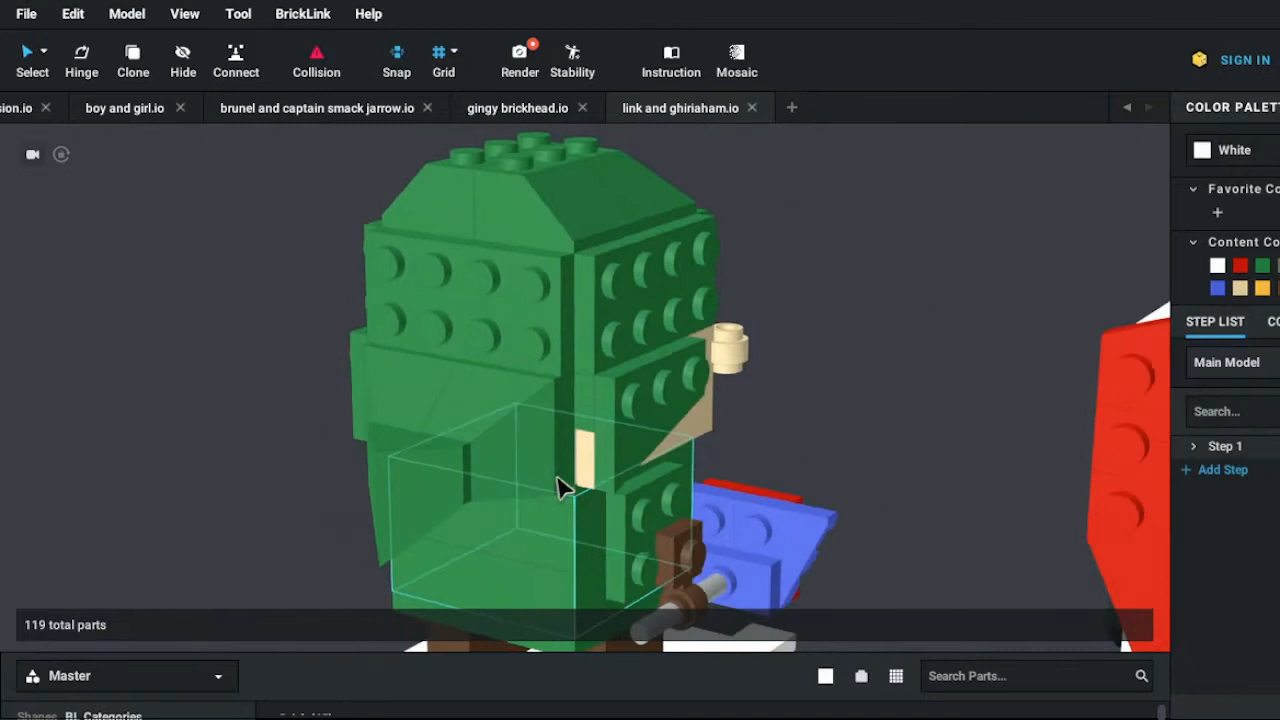 File Edit Model View Tool BrickLink Help
Select Hinge Clone Hide Connect Collision Snap Grid Render Stability Instruction Mosaic SIGN IN
sion.io boy and girl.io brunel and captain smack jarrow.io gingy brickhead.io link and ghiriaham.io COLOR PALET
White
Favorite Co
Content Co
STEP LIST CO
Main Model
Search...
Step 1
Add Step
119 total parts
Master Search Parts...
Shapes BL Categories